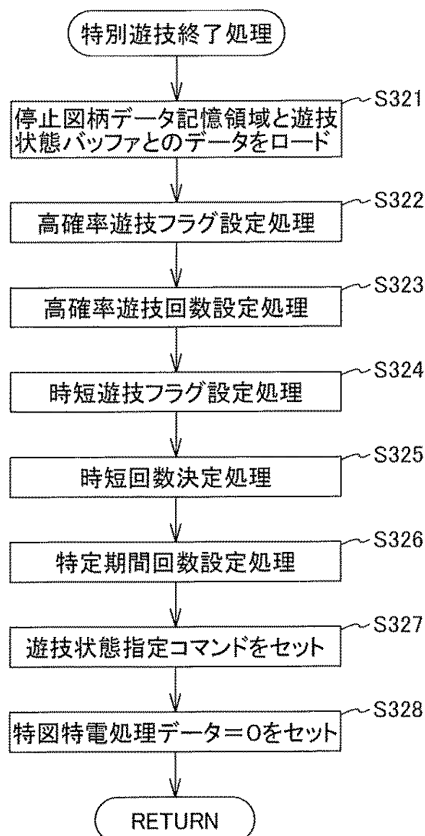 特別遊技終了処理
S321
停止図柄データ記憶領域と遊技
状態バッファとのデータをロード
S322
高確率遊技フラグ設定処理
S323
高確率遊技回数設定処理
S324
時短遊技フラグ設定処理
S325
時短回数決定処理
S326
特定期間回数設定処理
S327
遊技状態指定コマンドをセット
S328
特図特電処理データ=0をセット
RETURN